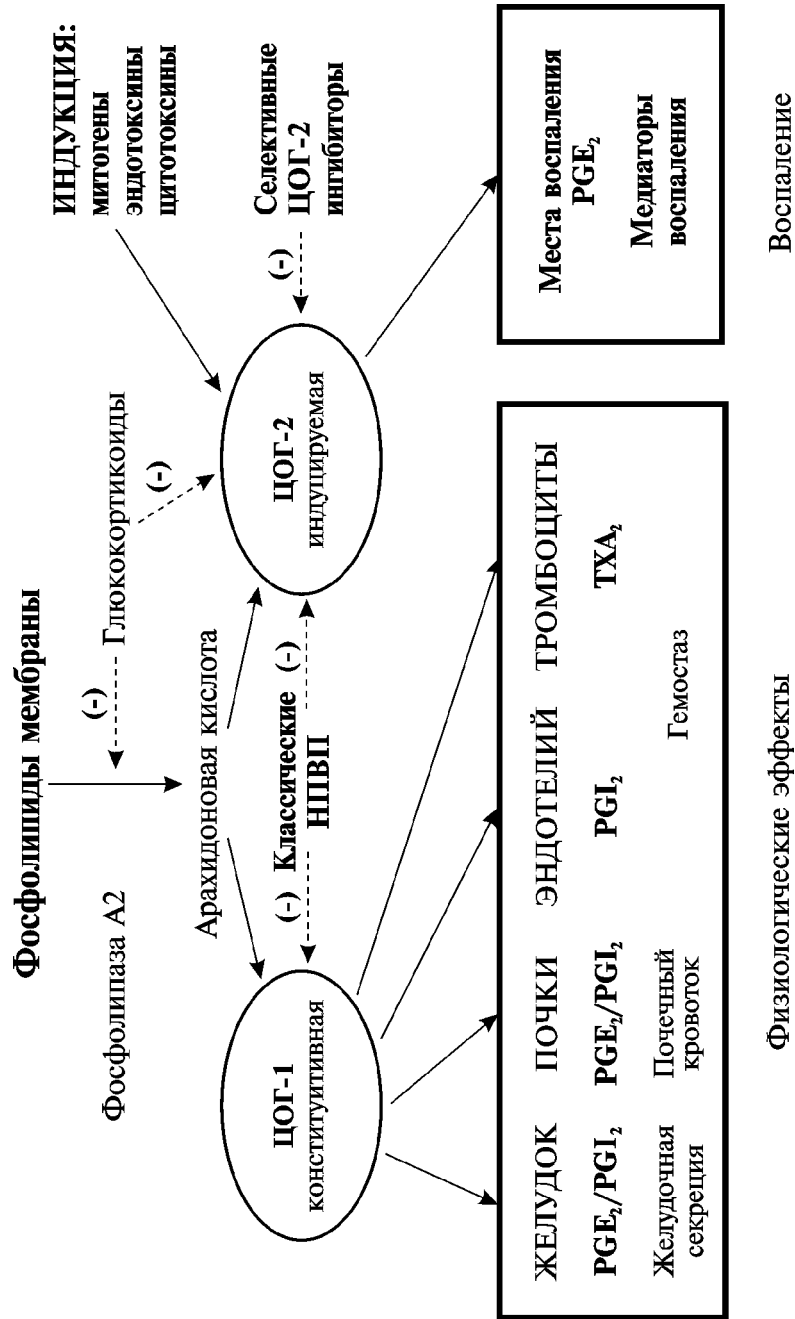 Фосфолипиды мембраны
Фосфолипаза А2
(-)
Глюкокортикоиды
(-)
ИНДУКЦИЯ:
митогены
эндотоксины
цитотоксины
Арахидоновая кислота
ЦОГ-1
конституитивная
(-) Классические (-)
НПВП
ЦОГ-2
индуцируемая
(-)
Селективные
ЦОГ-2
ингибиторы
ЖЕЛУДОК ПОЧКИ ЭНДОТЕЛИЙ ТРОМБОЦИТЫ
PGE₂/PGI₂ PGE₂/PGI₂ PGI₂ TXA₂
Желудочная
секреция
Почечный
кровоток
Гемостаз
Места воспаления
PGE₂
Медиаторы
воспаления
Физиологические эффекты
Воспаление